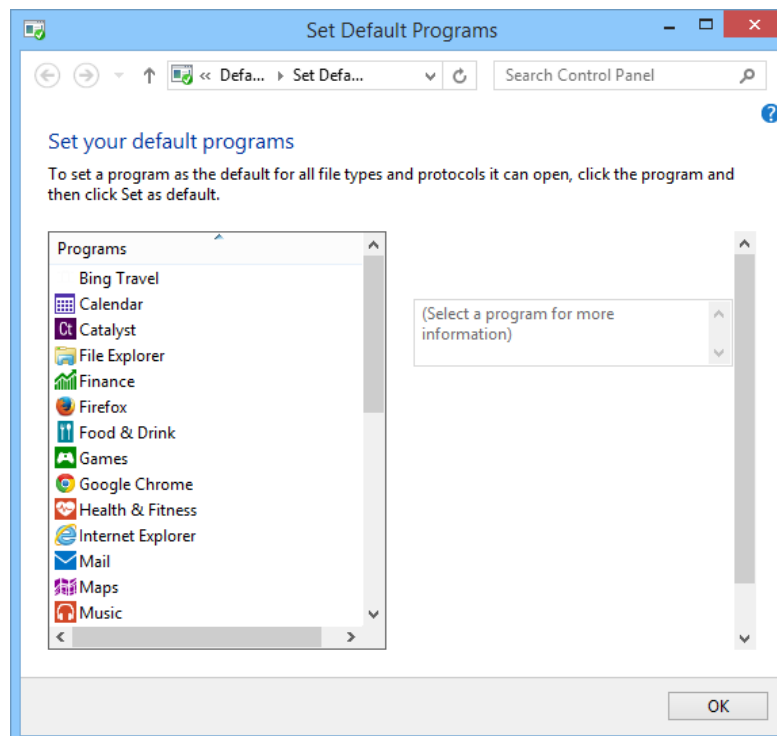 Set Default Programs
« Defa... Set Defa...
Search Control Panel
?
Set your default programs
To set a program as the default for all file types and protocols it can open, click the program and
then click Set as default.
Programs
Bing Travel
Calendar
Ct Catalyst
File Explorer
Finance
Firefox
Food & Drink
Games
Google Chrome
Health & Fitness
Internet Explorer
Mail
Maps
Music
(Select a program for more
information)
OK